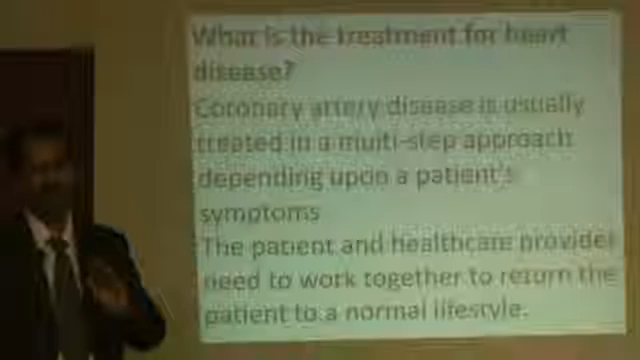 What is the treatment for heart
disease?
Coronary artery disease is usually
treated in a multi-step approach
depending upon a patient's
symptoms
The patient and healthcare provider
need to work together to return the
patient to a normal lifestyle.